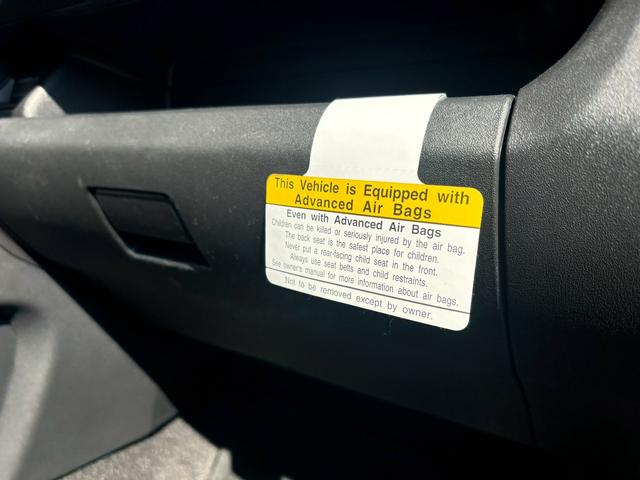 This Vehicle is Equipped with
Advanced Air Bags
Even with Advanced Air Bags
Children can be killed or seriously injured by the air bag.
The back seat is the safest place for children.
Never put a rear-facing child seat in the front.
Always use seat belts and child restraints.
See owner's manual for more information about air bags.
Not to be removed except by owner.